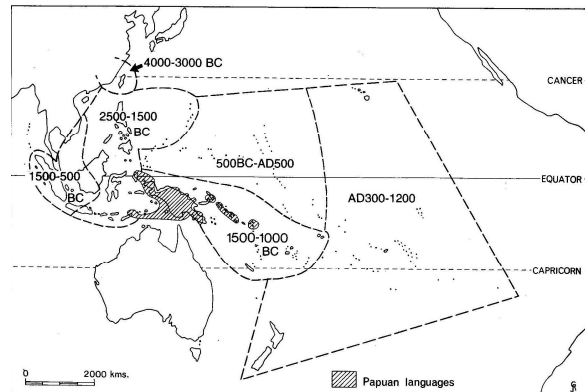 4000-3000 BC
CANCER
2500-1500
BC
500BC-AD500
1500-500
BC
EQUATOR
AD300-1200
1500-1000
BC
CAPRICORN
0
2000 kms.
Papuan languages